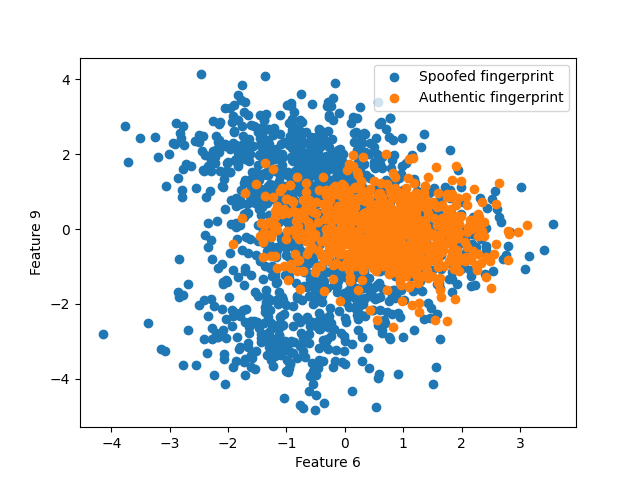 Spoofed fingerprint
Authentic fingerprint
4
2
0
−2
−4
Feature 9
−4 −3 −2 −1 0 1 2 3
Feature 6